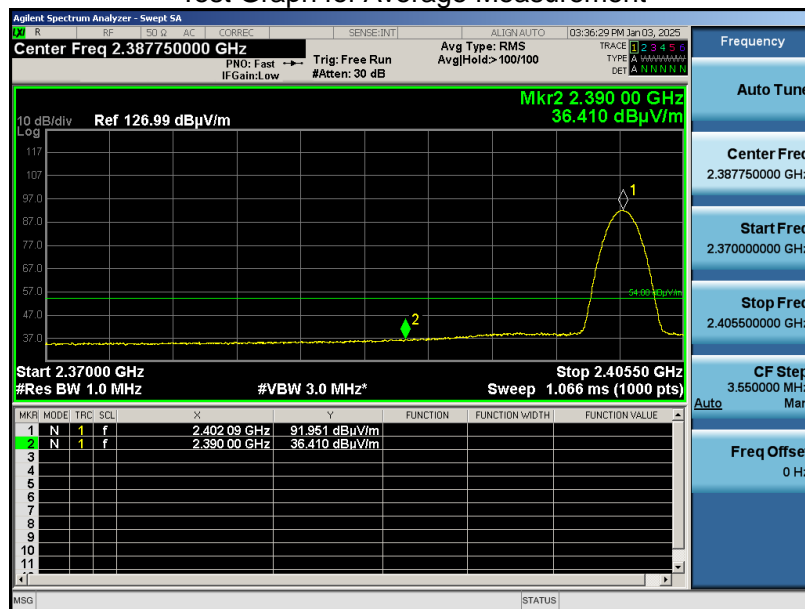 Test Graph for Average Measurement
Agilent Spectrum Analyzer - Swept SA
LXI R RF 50 Ω AC CORREC SENSE:INT ALIGN AUTO 03:36:29 PM Jan 03, 2025
Center Freq 2.387750000 GHz
PNO: Fast
IFGain:Low
Trig: Free Run
#Atten: 30 dB
Avg Type: RMS
Avg|Hold:>100/100
TRACE 1 2 3 4 5 6
TYPE A WWWWW
DET A N N N N N
Mkr2 2.390 00 GHz
36.410 dBµV/m
10 dB/div Ref 126.99 dBµV/m
Log
117
107
97.0
87.0
77.0
67.0
57.0
47.0
37.0
1
54.00 dBµV/m
2
Start 2.37000 GHz Stop 2.40550 GHz
#Res BW 1.0 MHz #VBW 3.0 MHz* Sweep 1.066 ms (1000 pts)
MKR MODE TRC SCL X Y FUNCTION FUNCTION WIDTH FUNCTION VALUE
1 N 1 f 2.402 09 GHz 91.951 dBµV/m
2 N 1 f 2.390 00 GHz 36.410 dBµV/m
3
4
5
6
7
8
9
10
11
MSG STATUS
Frequency
Auto Tune
Center Freq
2.387750000 GHz
Start Freq
2.370000000 GHz
Stop Freq
2.405500000 GHz
CF Step
3.550000 MHz
Auto Man
Freq Offset
0 Hz